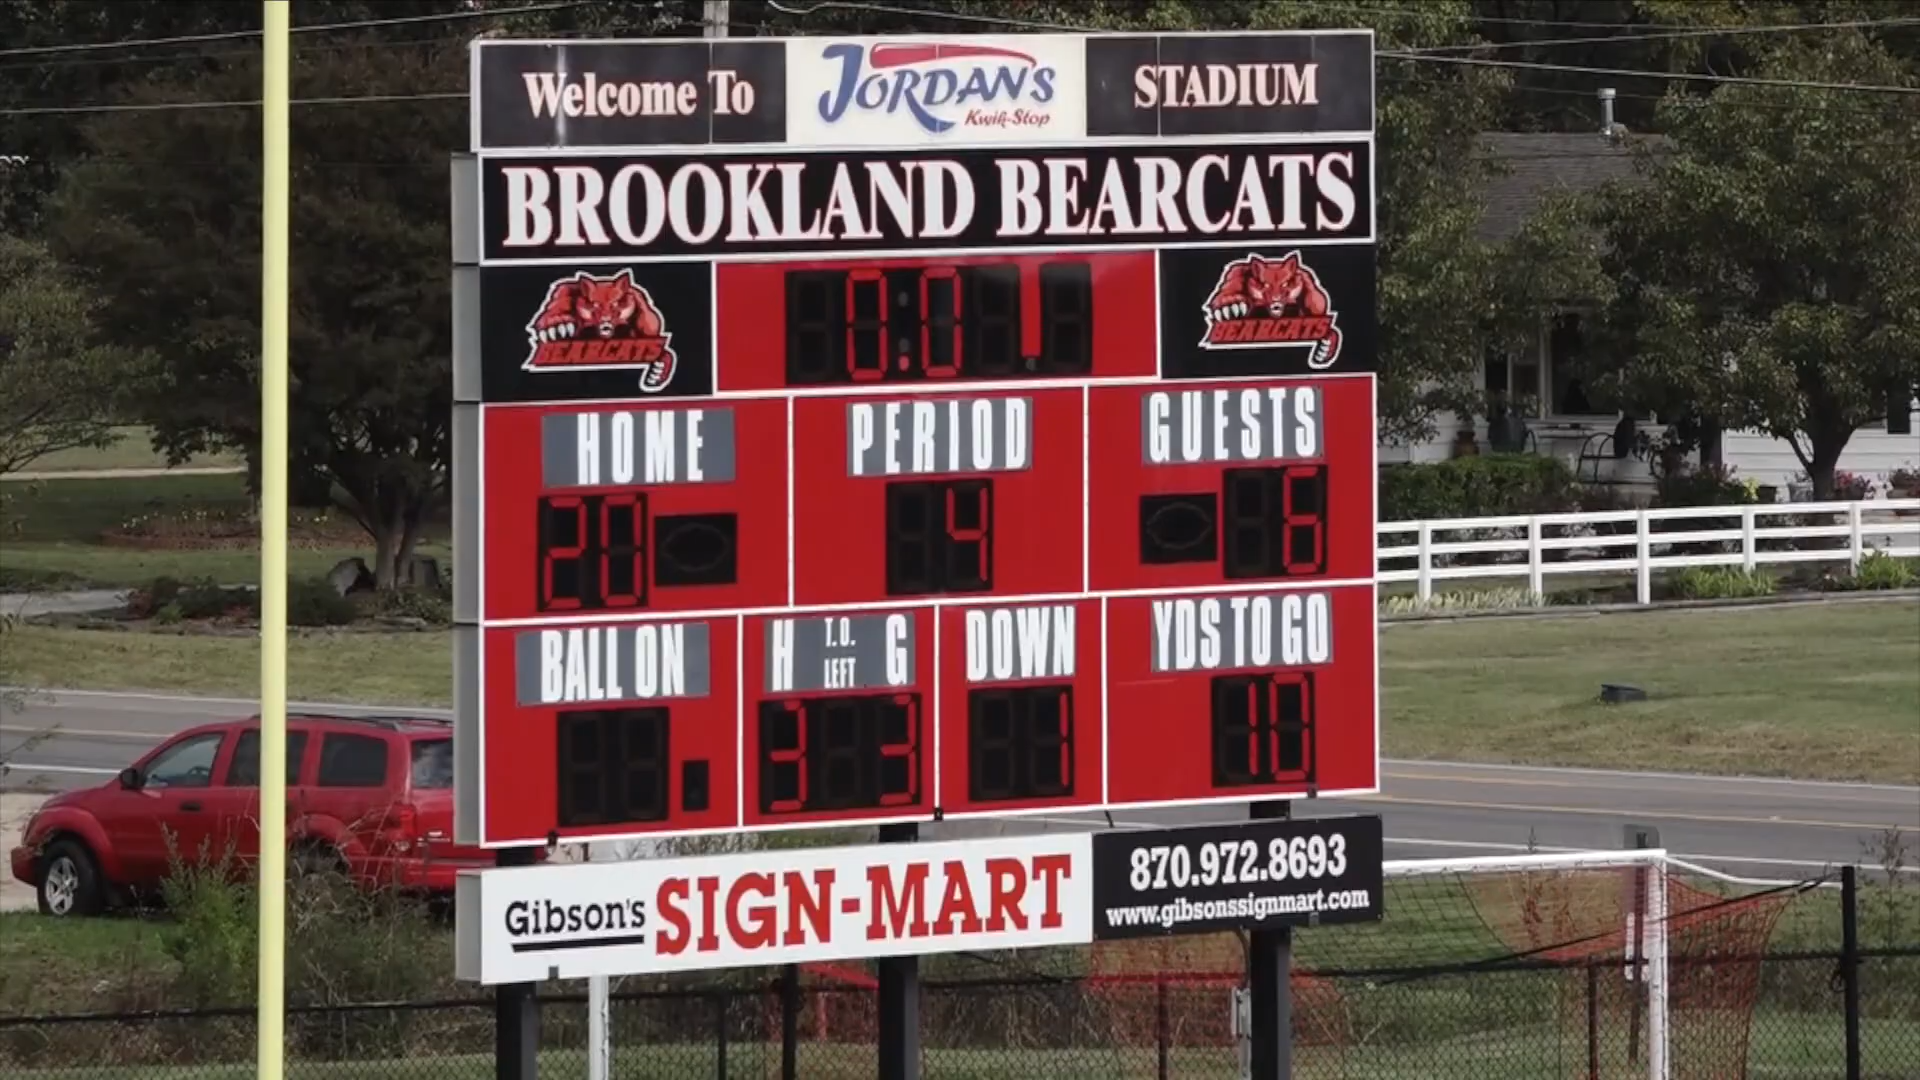 Welcome To JORDAN'S Kwik-Stop STADIUM
BROOKLAND BEARCATS
BEARCATS BEARCATS
HOME PERIOD GUESTS
20 4 6
BALL ON H T.O. LEFT G DOWN YDS TO GO
3 3 1 10
Gibson's SIGN-MART 870.972.8693
www.gibsonssignmart.com